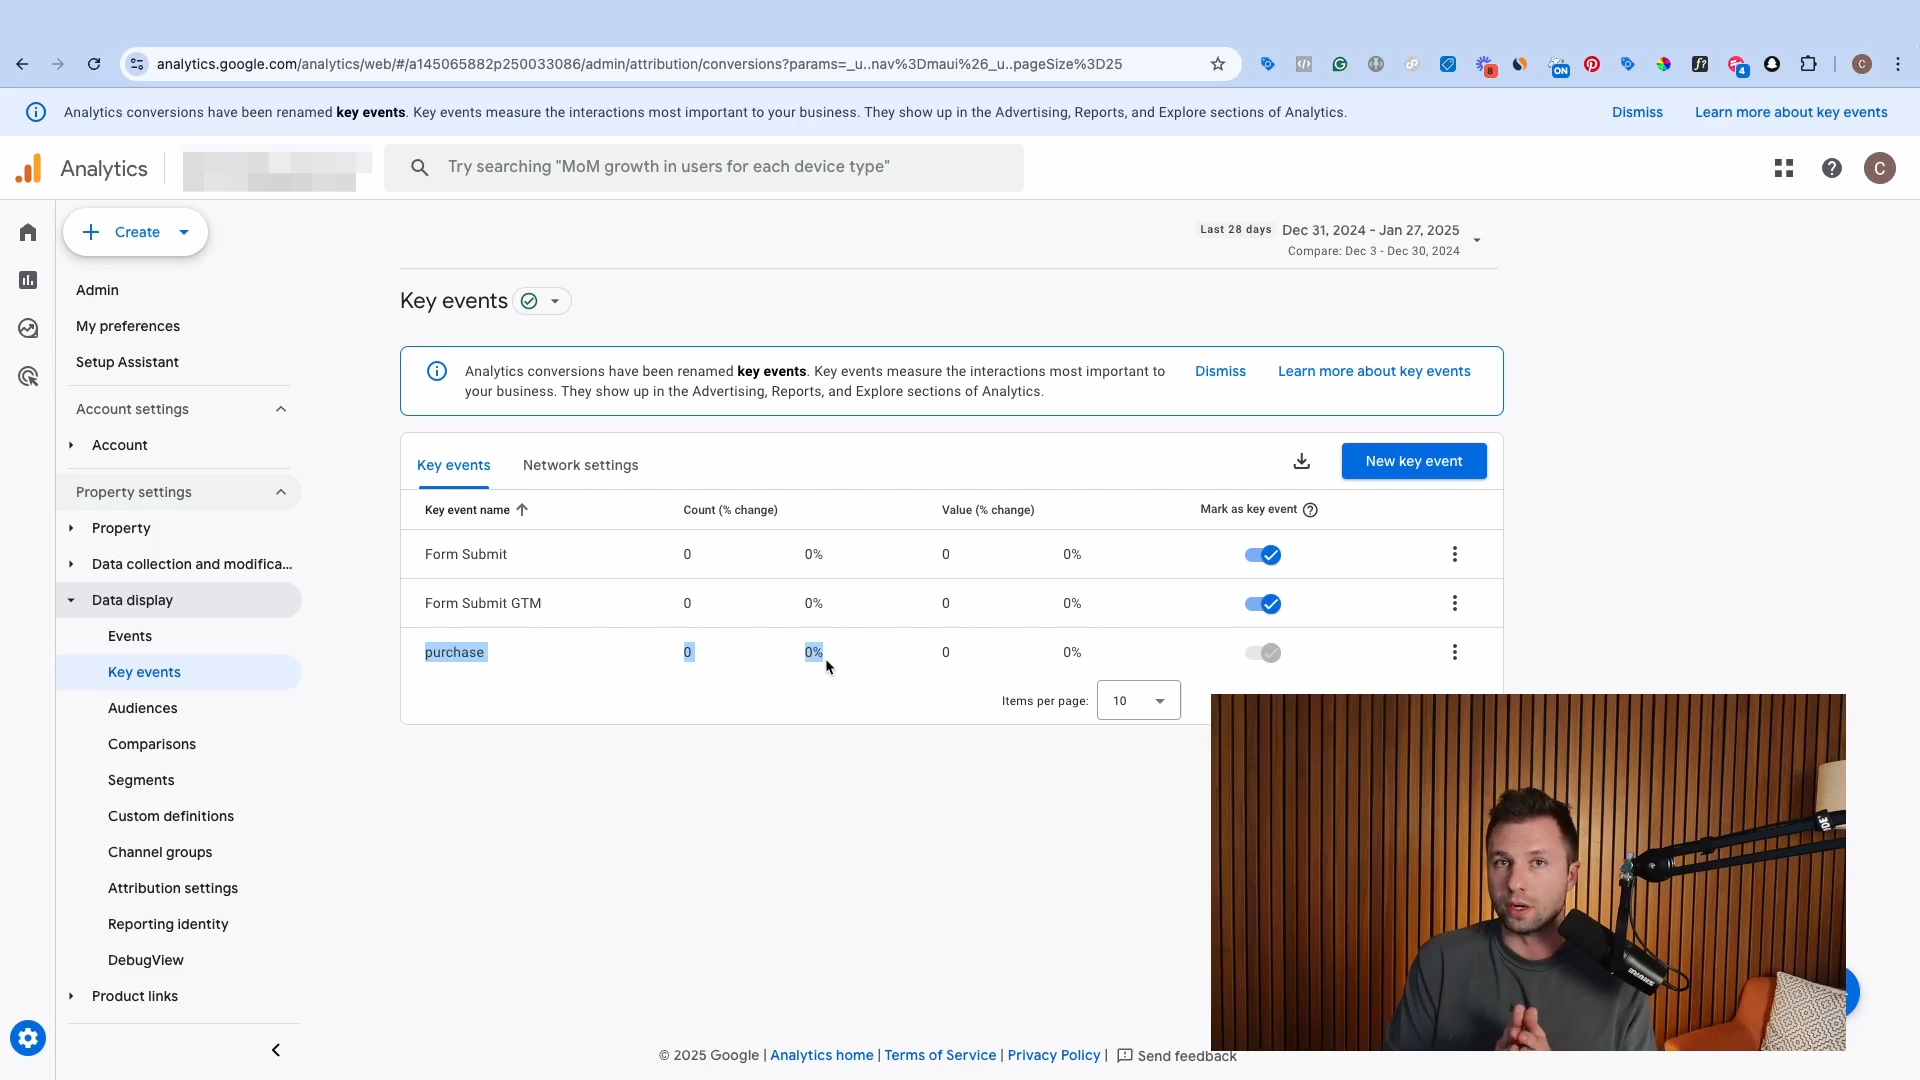 analytics.google.com/analytics/web/#/a145065882p250033086/admin/attribution/conversions?params=_u..nav%3Dmaui%26_u..pageSize%3D25
8
ON
f?
4
C
Analytics conversions have been renamed key events. Key events measure the interactions most important to your business. They show up in the Advertising, Reports, and Explore sections of Analytics.
Dismiss
Learn more about key events
Analytics
Try searching "MoM growth in users for each device type"
C
Create
Last 28 days Dec 31, 2024 - Jan 27, 2025
Compare: Dec 3 - Dec 30, 2024
Admin
My preferences
Setup Assistant
Account settings
Account
Property settings
Property
Data collection and modifica...
Data display
Events
Key events
Audiences
Comparisons
Segments
Custom definitions
Channel groups
Attribution settings
Reporting identity
DebugView
Product links
Key events
Analytics conversions have been renamed key events. Key events measure the interactions most important to
your business. They show up in the Advertising, Reports, and Explore sections of Analytics.
Dismiss
Learn more about key events
Key events
Network settings
New key event
Key event name
Count (% change)
Value (% change)
Mark as key event
Form Submit 0 0% 0 0%
Form Submit GTM 0 0% 0 0%
purchase 0 0% 0 0%
Items per page: 10
SHURE
© 2025 Google | Analytics home | Terms of Service | Privacy Policy | Send feedback